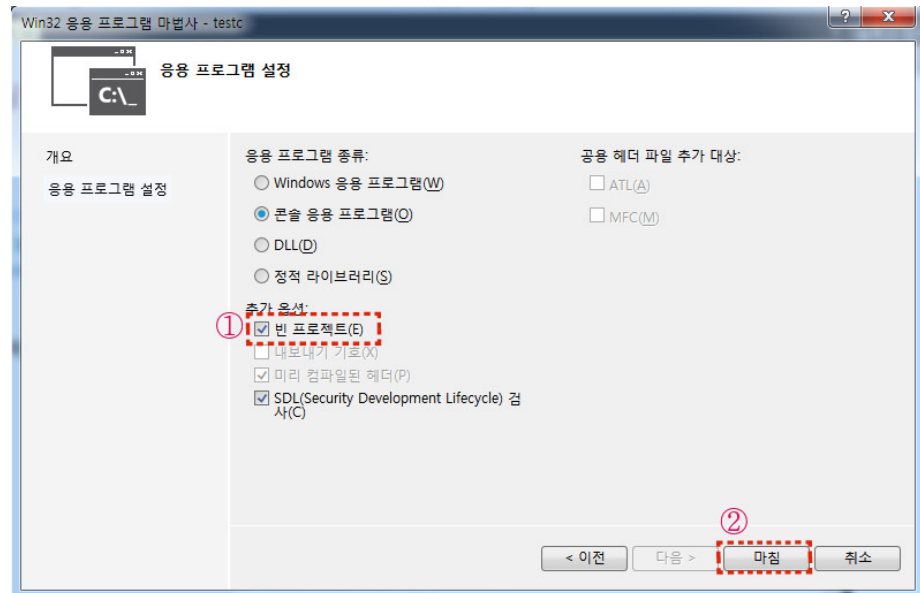 Win32 응용 프로그램 마법사 - testc
응용 프로그램 설정
C:\_
개요
응용 프로그램 설정
응용 프로그램 종류:
Windows 응용 프로그램(W)
콘솔 응용 프로그램(O)
DLL(D)
정적 라이브러리(S)
추가 옵션:
① 빈 프로젝트(E)
내보내기 기호(X)
미리 컴파일된 헤더(P)
SDL(Security Development Lifecycle) 검
사(C)
공용 헤더 파일 추가 대상:
ATL(A)
MFC(M)
②
< 이전 다음 > 마침 취소